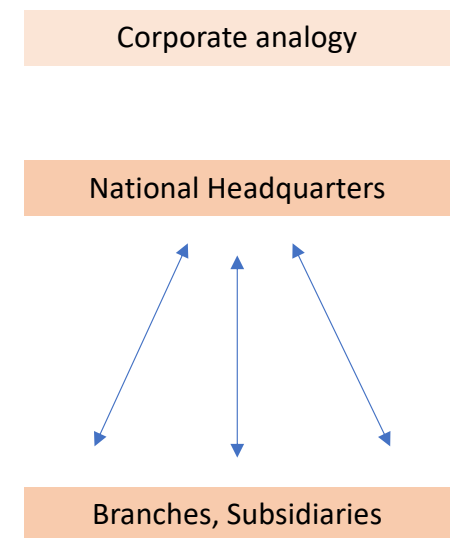 Corporate analogy
National Headquarters
Branches, Subsidiaries